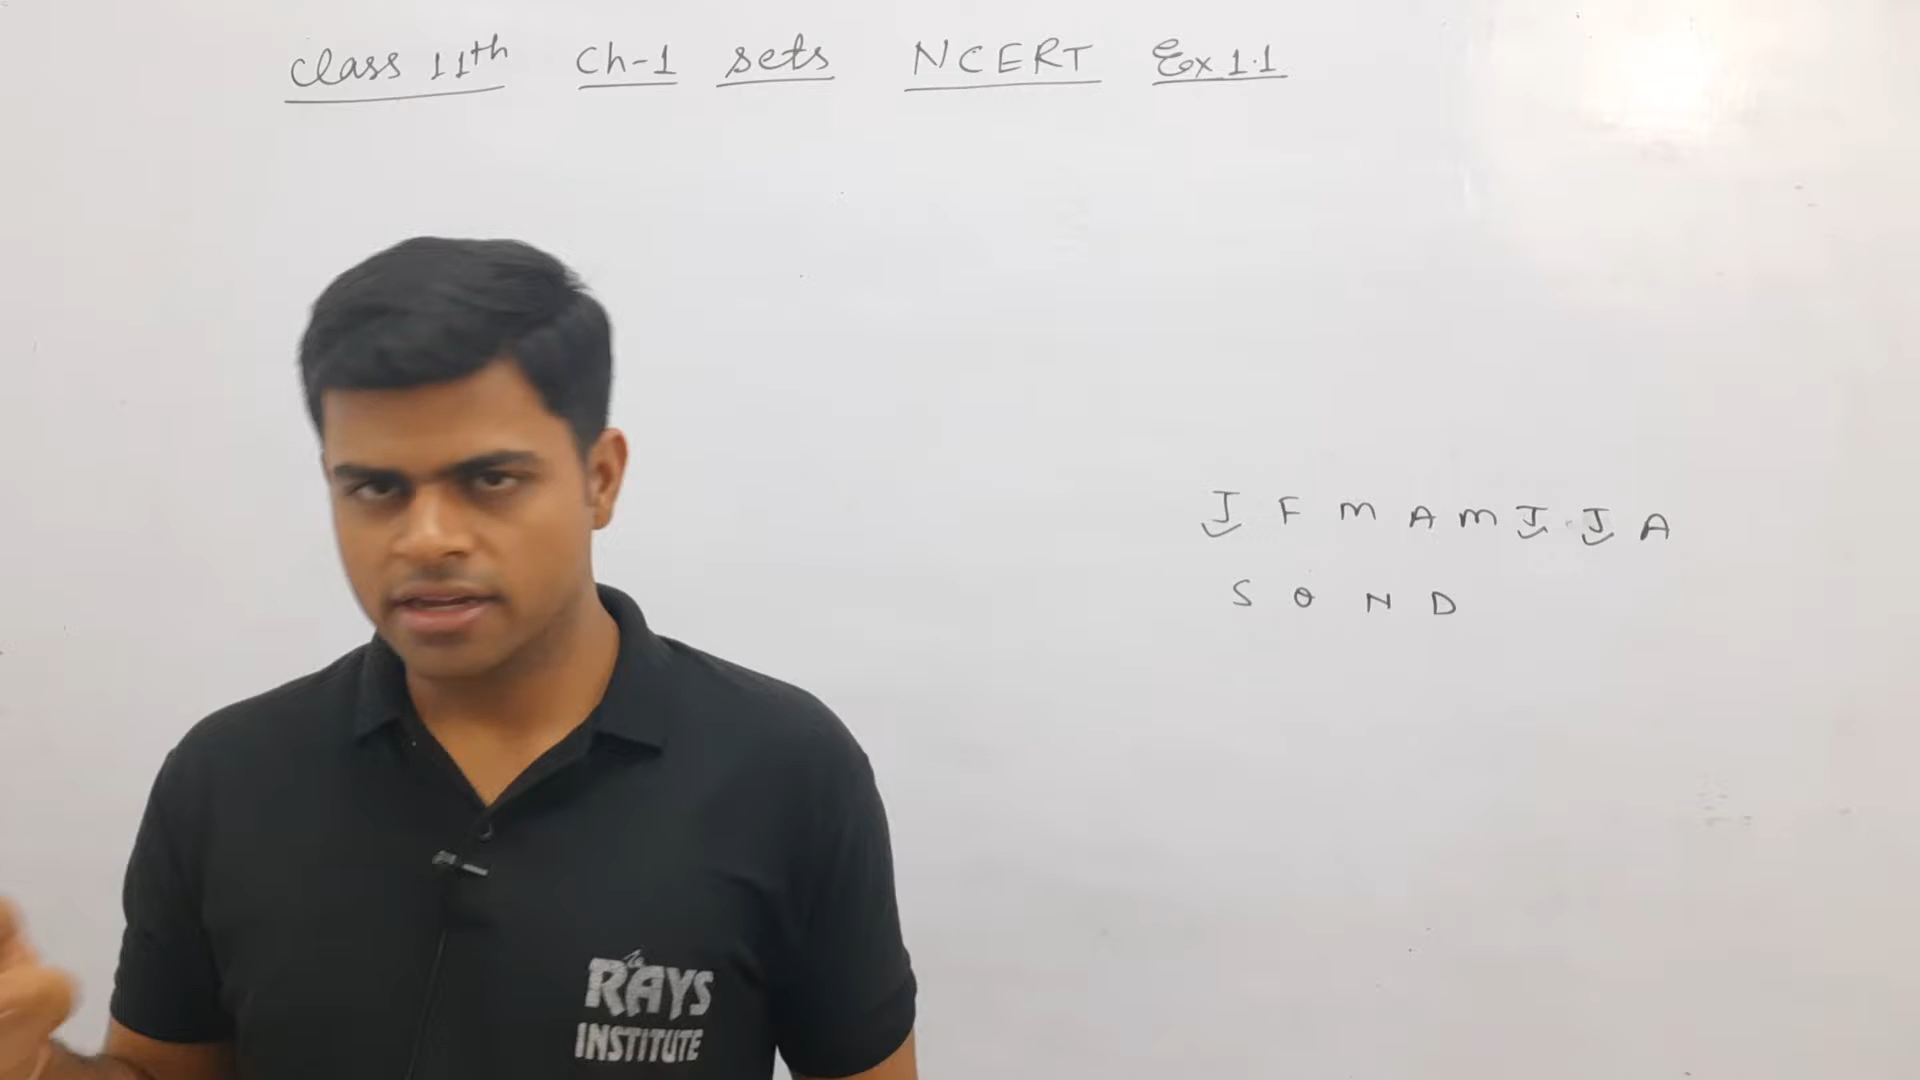 class 11th Ch-1 sets NCERT Ex 1.1
J F M A M J J A
S O N D
RAYS
INSTITUTE